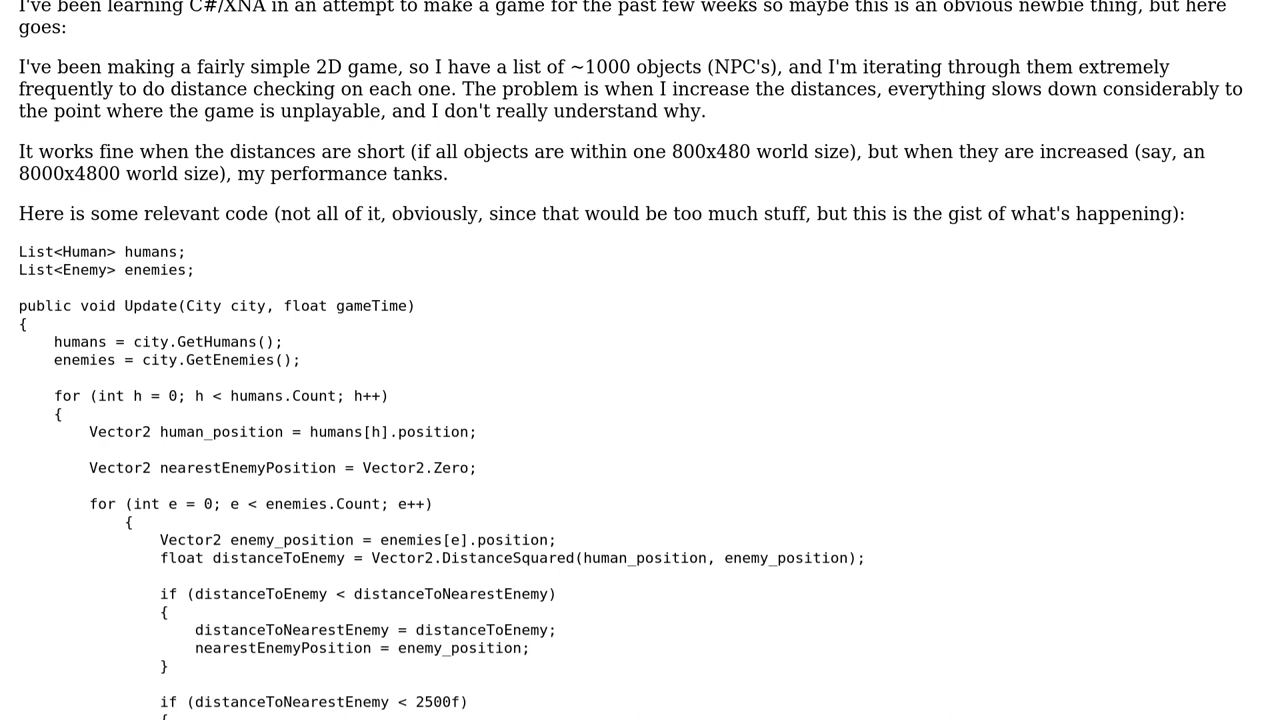 I've been learning C#/XNA in an attempt to make a game for the past few weeks so maybe this is an obvious newbie thing, but here
goes:
I've been making a fairly simple 2D game, so I have a list of ~1000 objects (NPC's), and I'm iterating through them extremely
frequently to do distance checking on each one. The problem is when I increase the distances, everything slows down considerably to
the point where the game is unplayable, and I don't really understand why.
It works fine when the distances are short (if all objects are within one 800x480 world size), but when they are increased (say, an
8000x4800 world size), my performance tanks.
Here is some relevant code (not all of it, obviously, since that would be too much stuff, but this is the gist of what's happening):
List<Human> humans;
List<Enemy> enemies;
public void Update(City city, float gameTime)
{
    humans = city.GetHumans();
    enemies = city.GetEnemies();
    for (int h = 0; h < humans.Count; h++)
    {
        Vector2 human_position = humans[h].position;
        Vector2 nearestEnemyPosition = Vector2.Zero;
        for (int e = 0; e < enemies.Count; e++)
            {
                Vector2 enemy_position = enemies[e].position;
                float distanceToEnemy = Vector2.DistanceSquared(human_position, enemy_position);
                if (distanceToEnemy < distanceToNearestEnemy)
                {
                    distanceToNearestEnemy = distanceToEnemy;
                    nearestEnemyPosition = enemy_position;
                }
                if (distanceToNearestEnemy < 2500f)
                {